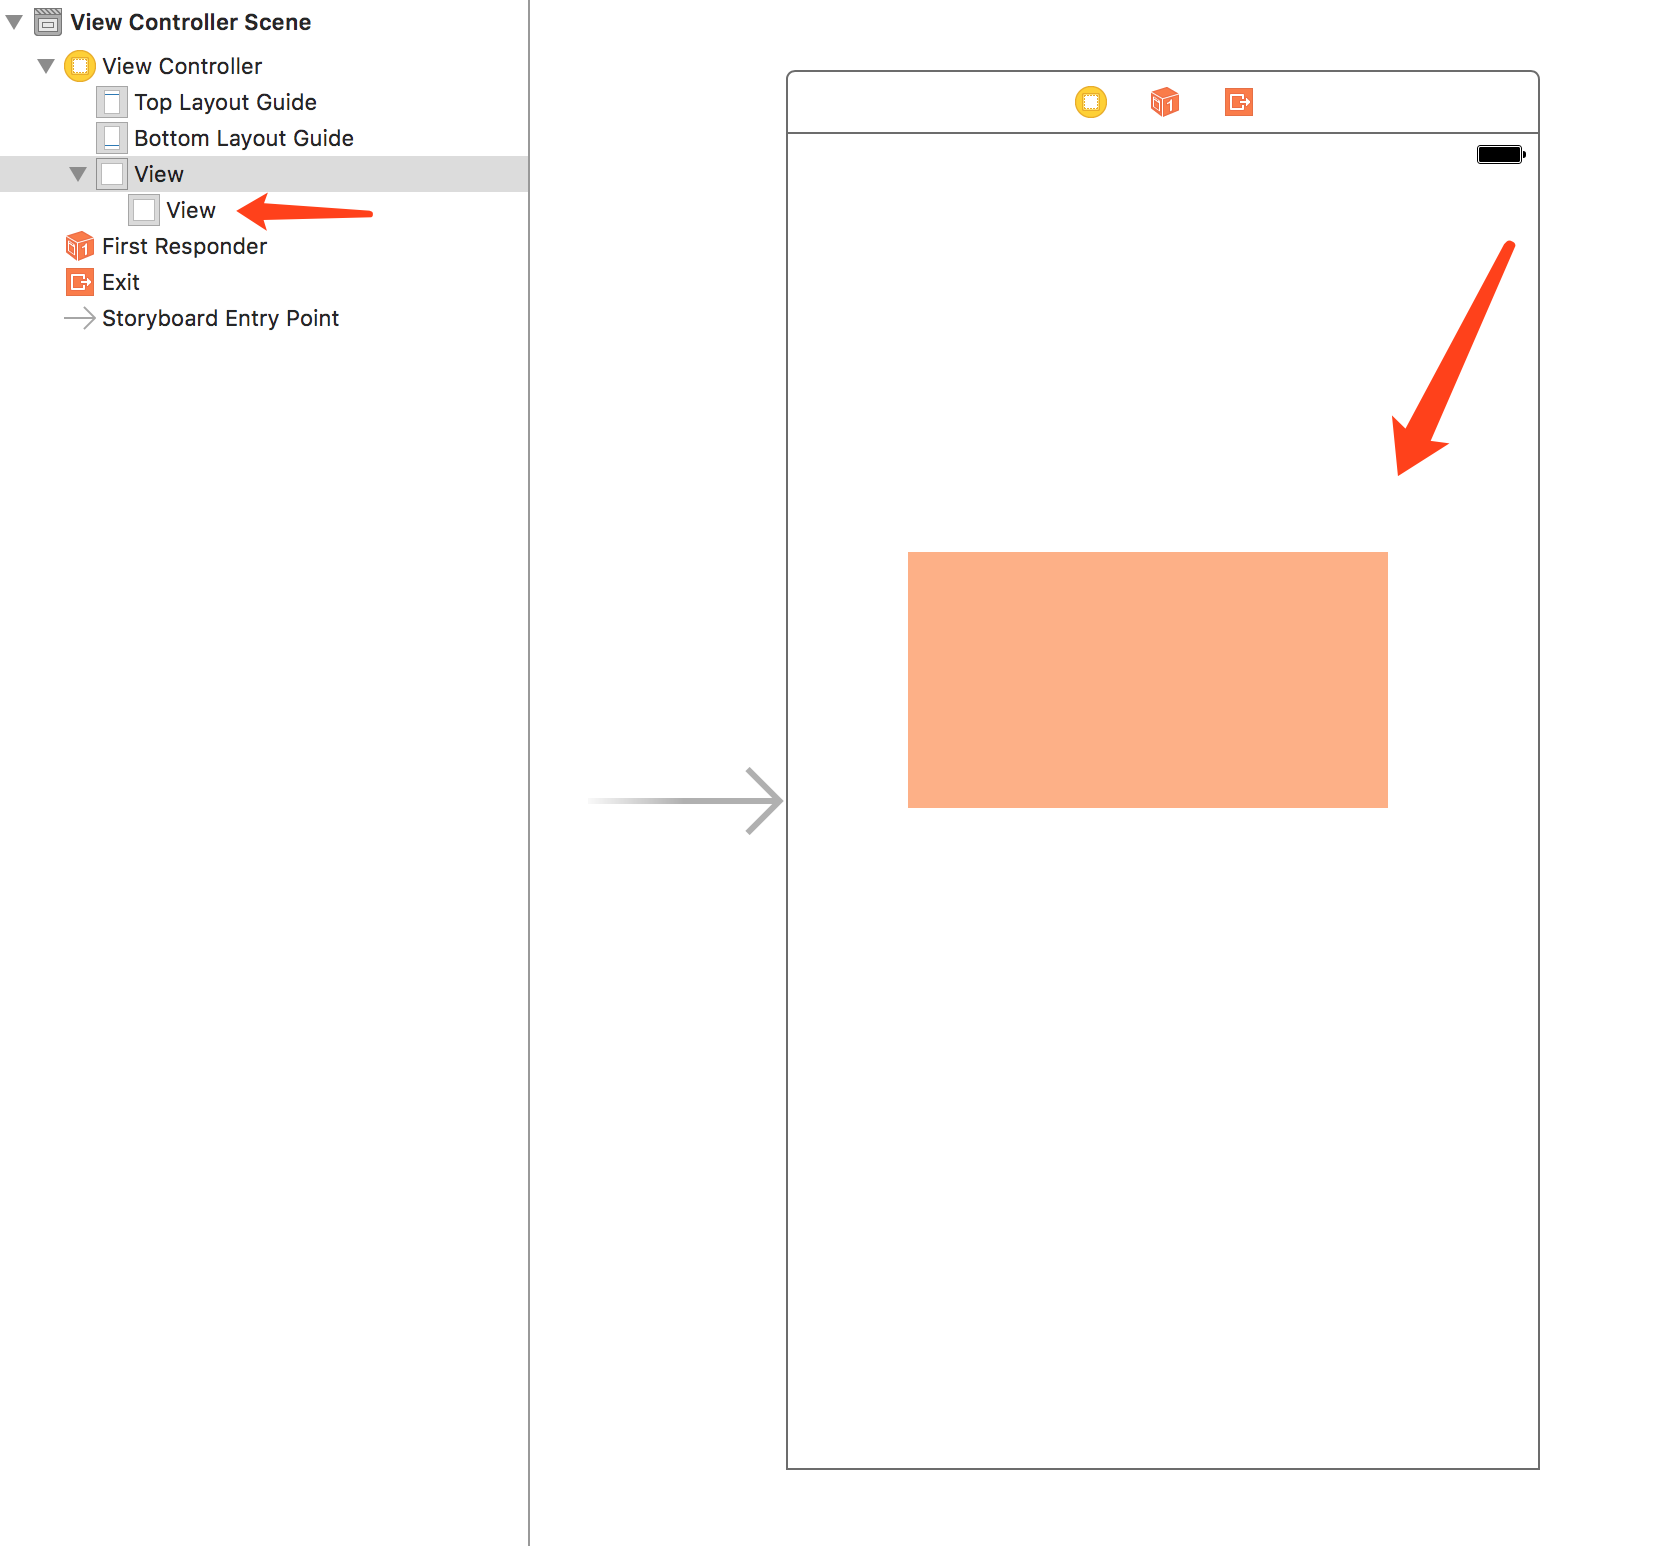 View Controller Scene
View Controller
Top Layout Guide
Bottom Layout Guide
View
View
First Responder
Exit
Storyboard Entry Point